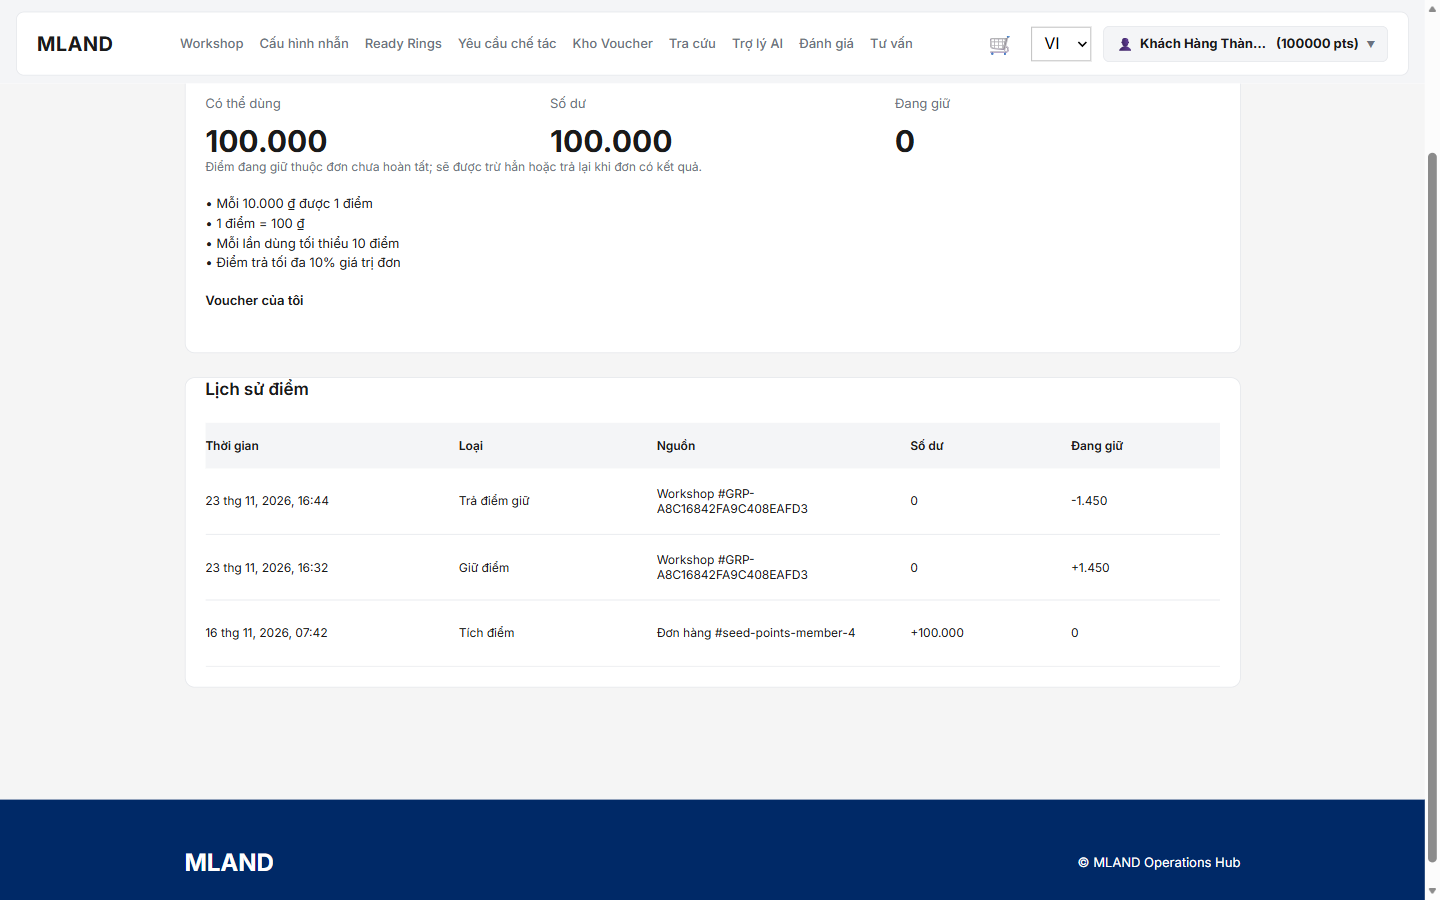 MLAND
Workshop Cấu hình nhẫn Ready Rings Yêu cầu chế tác Kho Voucher Tra cứu Trợ lý AI Đánh giá Tư vấn
VI
Khách Hàng Thàn... (100000 pts) ▼
Có thể dùng Số dư Đang giữ
100.000 100.000 0
Điểm đang giữ thuộc đơn chưa hoàn tất; sẽ được trừ hẳn hoặc trả lại khi đơn có kết quả.
• Mỗi 10.000 ₫ được 1 điểm
• 1 điểm = 100 ₫
• Mỗi lần dùng tối thiểu 10 điểm
• Điểm trả tối đa 10% giá trị đơn
Voucher của tôi
Lịch sử điểm
Thời gian Loại Nguồn Số dư Đang giữ
23 thg 11, 2026, 16:44 Trả điểm giữ Workshop #GRP-A8C16842FA9C408EAFD3 0 -1.450
23 thg 11, 2026, 16:32 Giữ điểm Workshop #GRP-A8C16842FA9C408EAFD3 0 +1.450
16 thg 11, 2026, 07:42 Tích điểm Đơn hàng #seed-points-member-4 +100.000 0
MLAND
© MLAND Operations Hub